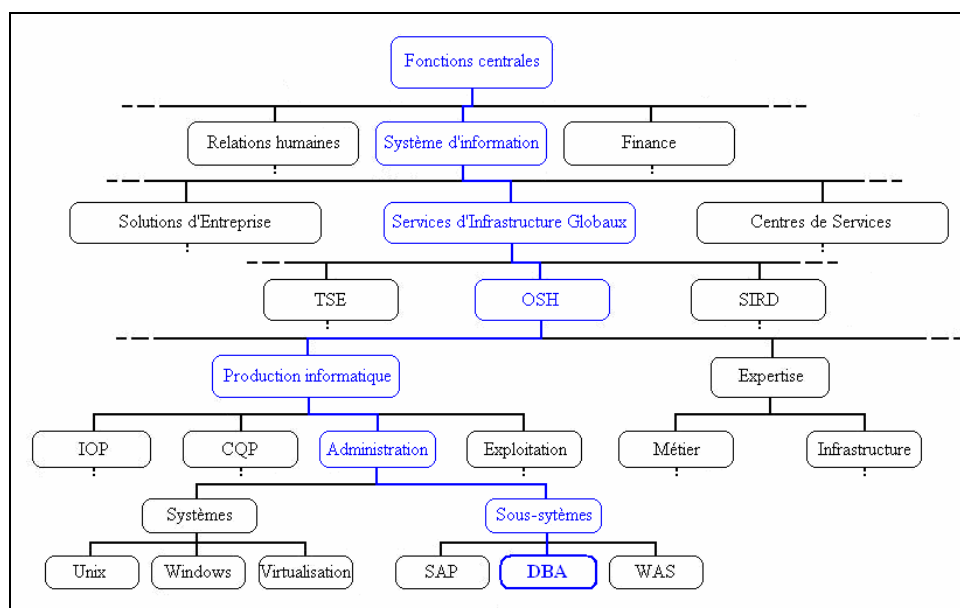 Fonctions centrales
Relations humaines
Système d'information
Finance
Solutions d'Entreprise
Services d'Infrastructure Globaux
Centres de Services
TSE
OSH
SIRD
Production informatique
Expertise
IOP
CQP
Administration
Exploitation
Métier
Infrastructure
Systèmes
Sous-sytèmes
Unix
Windows
Virtualisation
SAP
DBA
WAS